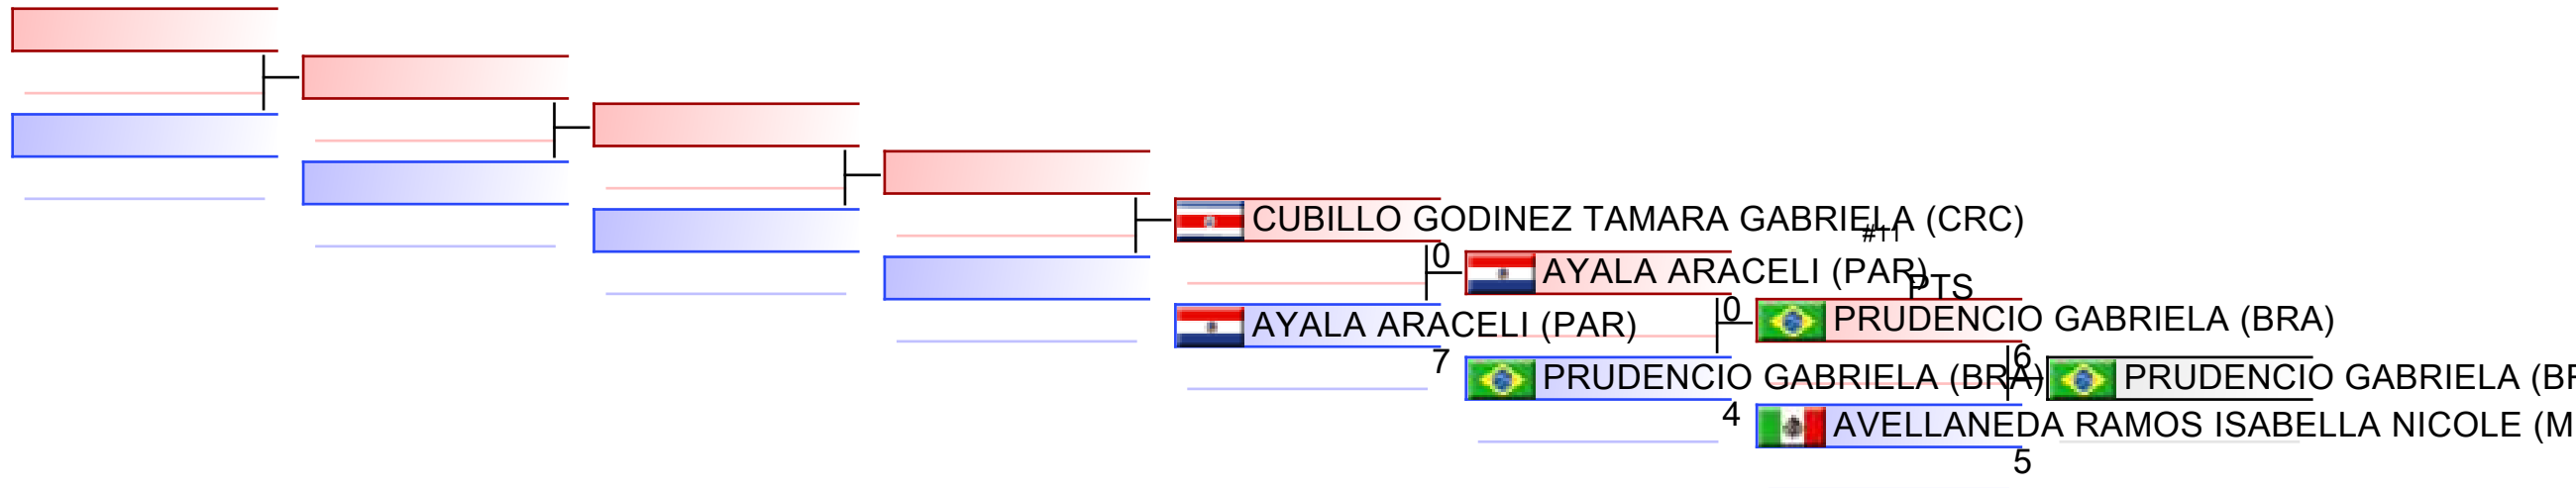 CUBILLO GODINEZ TAMARA GABRIELA (CRC)
#11
0
AYALA ARACELI (PAR)
PTS
0
PRUDENCIO GABRIELA (BRA)
AYALA ARACELI (PAR)
7
6
PRUDENCIO GABRIELA (BRA)
PRUDENCIO GABRIELA (BR
4
AVELLANEDA RAMOS ISABELLA NICOLE (M
5